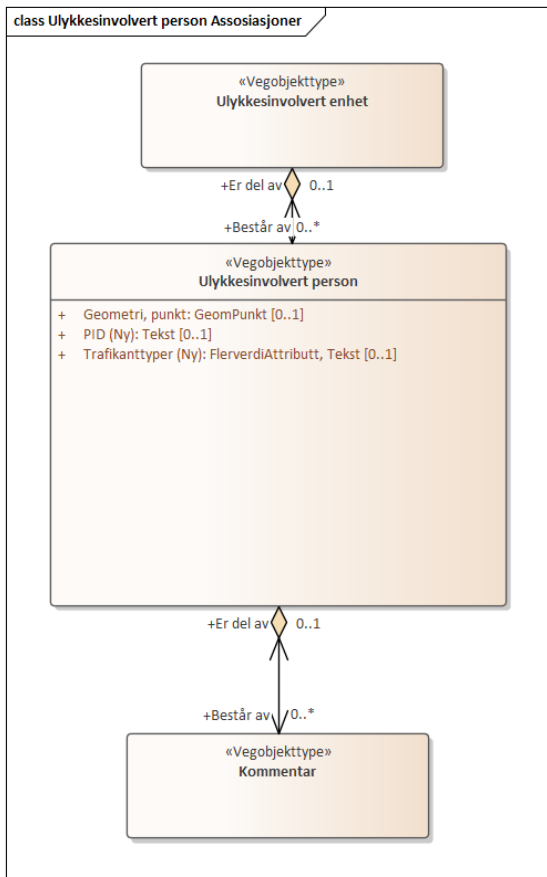 class Ulykkesinvolvert person Assosiasjoner
«Vegobjekttype»
Ulykkesinvolvert enhet
+Er del av 0..1
+Består av 0..*
«Vegobjekttype»
Ulykkesinvolvert person
+ Geometri, punkt: GeomPunkt [0..1]
+ PID (Ny): Tekst [0..1]
+ Trafikanttyper (Ny): FlerverdiAttributt, Tekst [0..1]
+Er del av 0..1
+Består av 0..*
«Vegobjekttype»
Kommentar